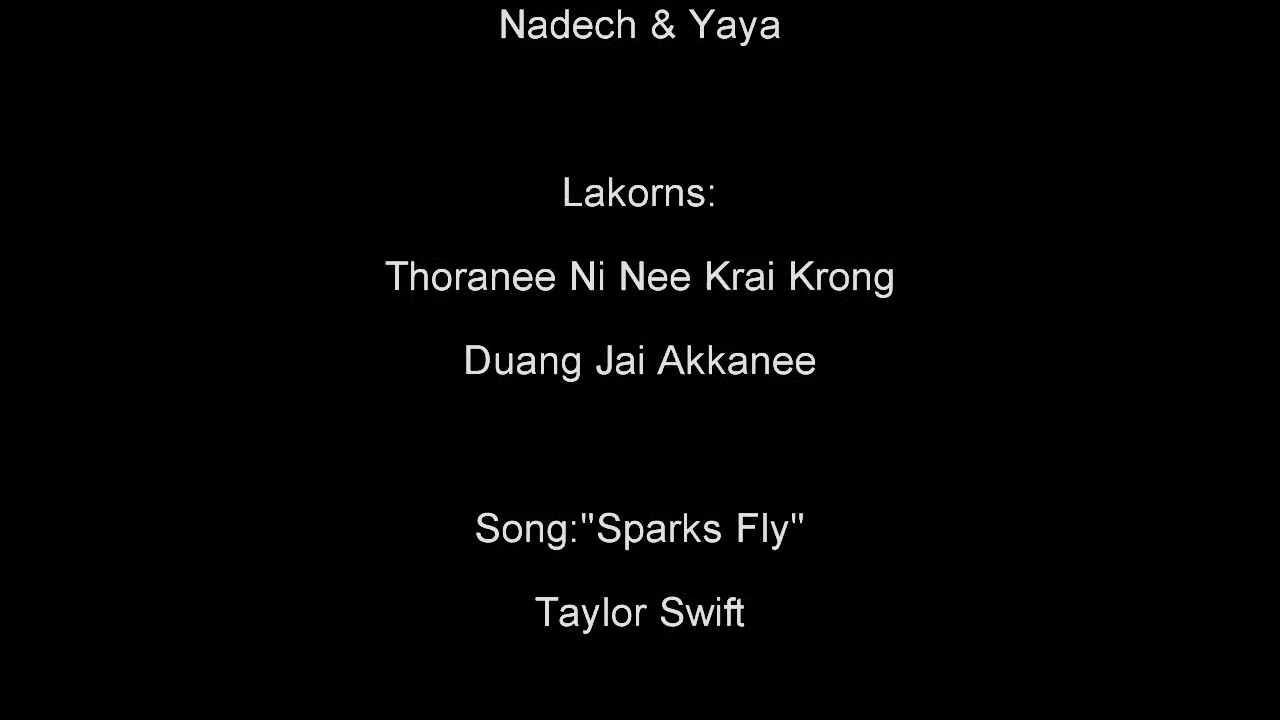 Nadech & Yaya
Lakorns:
Thoranee Ni Nee Krai Krong
Duang Jai Akkanee
Song:"Sparks Fly"
Taylor Swift